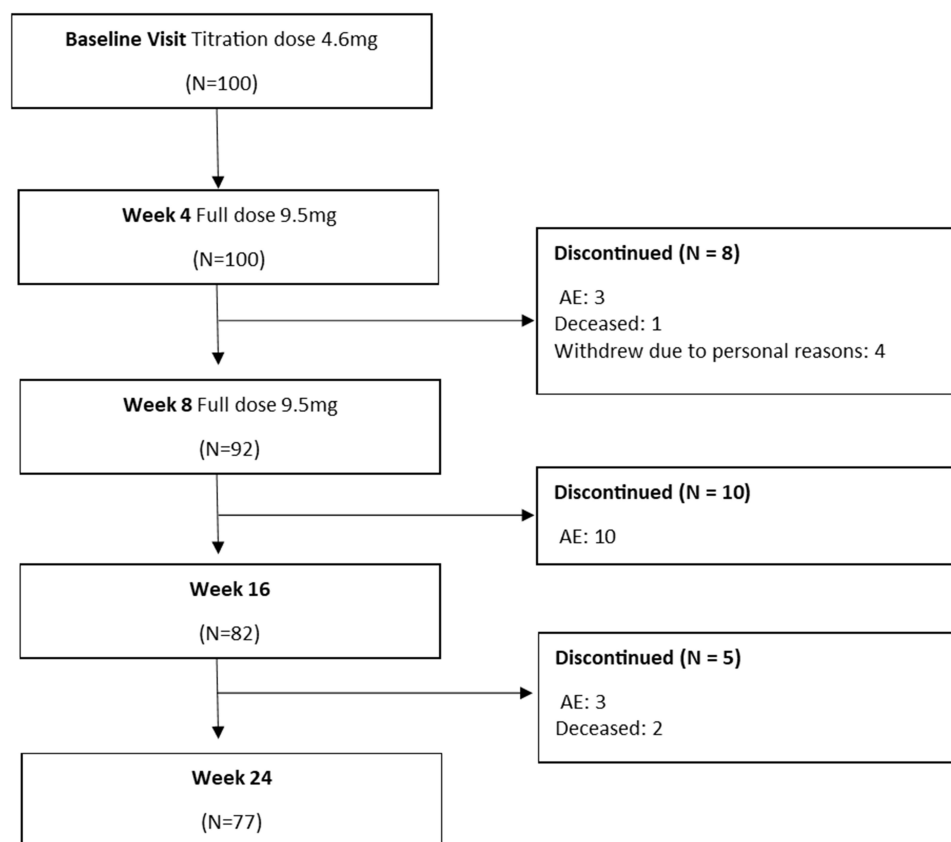 Baseline Visit Titration dose 4.6mg
(N=100)
Week 4 Full dose 9.5mg
(N=100)
Discontinued (N = 8)
AE: 3
Deceased: 1
Withdrew due to personal reasons: 4
Week 8 Full dose 9.5mg
(N=92)
Discontinued (N = 10)
AE: 10
Week 16
(N=82)
Discontinued (N = 5)
AE: 3
Deceased: 2
Week 24
(N=77)